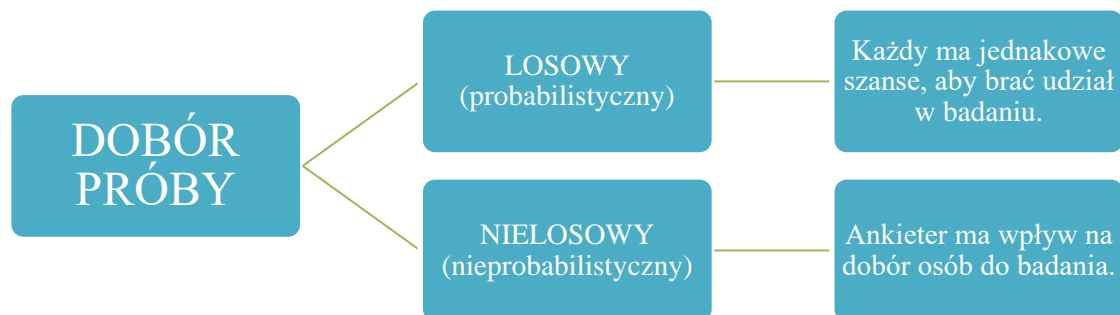 DOBÓR
PRÓBY
LOSOWY
(probabilistyczny)
Każdy ma jednakowe
szanse, aby brać udział
w badaniu.
NIELOSOWY
(nieprobabilistyczny)
Ankieter ma wpływ na
dobór osób do badania.